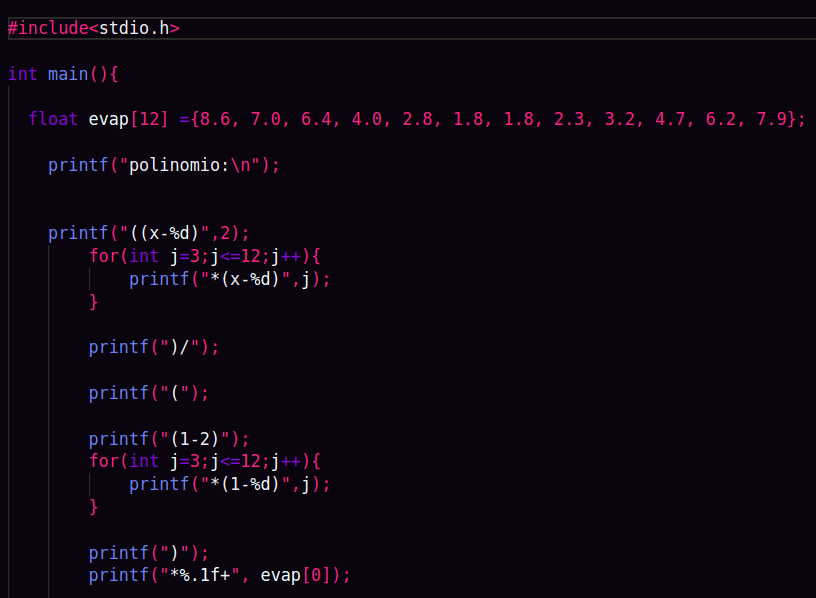 #include<stdio.h>
int main(){
float evap[12] ={8.6, 7.0, 6.4, 4.0, 2.8, 1.8, 1.8, 2.3, 3.2, 4.7, 6.2, 7.9};
printf("polinomio:\n");
printf("((x-%d)",2);
for(int j=3;j<=12;j++){
printf("*(x-%d)",j);
}
printf(")/");
printf("(");
printf("(1-2)");
for(int j=3;j<=12;j++){
printf("*(1-%d)",j);
}
printf(")");
printf("*%.1f+", evap[0]);